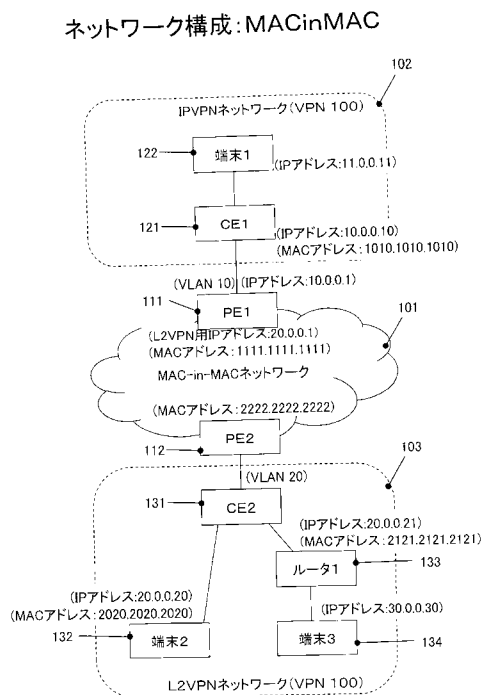 ネットワーク構成:MACinMAC
102
IPVPNネットワーク(VPN 100)
122
端末1
(IPアドレス:11.0.0.11)
121
CE1
(IPアドレス:10.0.0.10)
(MACアドレス:1010.1010.1010)
(VLAN 10)
(IPアドレス:10.0.0.1)
111
PE1
101
(L2VPN用IPアドレス:20.0.0.1)
(MACアドレス:1111.1111.1111)
MAC-in-MACネットワーク
(MACアドレス:2222.2222.2222)
PE2
112
103
(VLAN 20)
131
CE2
(IPアドレス:20.0.0.21)
(MACアドレス:2121.2121.2121)
ルータ1
133
(IPアドレス:20.0.0.20)
(MACアドレス:2020.2020.2020)
(IPアドレス:30.0.0.30)
132
端末2
端末3
134
L2VPNネットワーク(VPN 100)